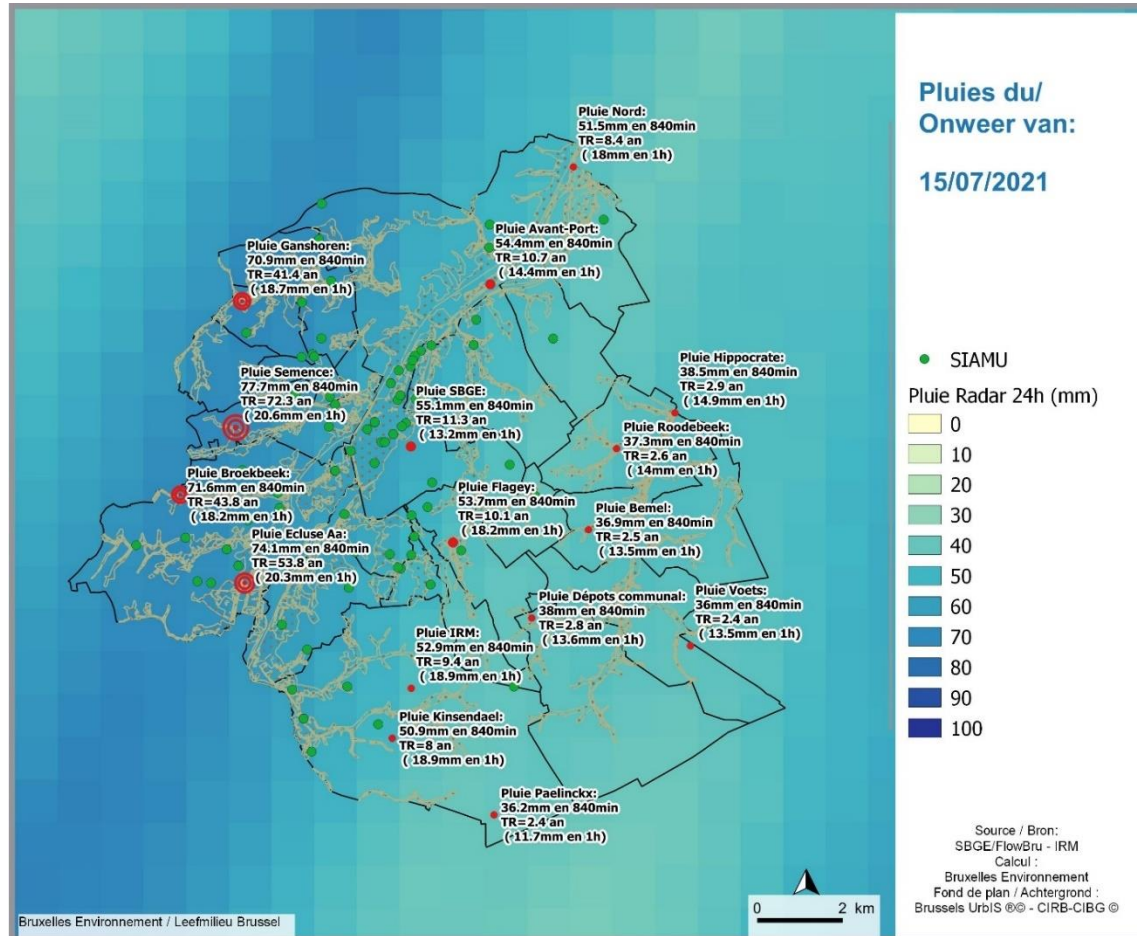 Pluies du/
Onweer van:
15/07/2021
Pluie Nord:
51.5mm en 840min
TR=8.4 an
( 18mm en 1h)
Pluie Avant-Port:
54.4mm en 840min
TR=10.7 an
( 14.4mm en 1h)
Pluie Ganshoren:
70.9mm en 840min
TR=41.4 an
( 18.7mm en 1h)
Pluie Hippocrate:
38.5mm en 840min
TR=2.9 an
( 14.9mm en 1h)
Pluie Semence:
77.7mm en 840min
TR=72.3 an
( 20.6mm en 1h)
Pluie SBGE:
55.1mm en 840min
TR=11.3 an
( 13.2mm en 1h)
Pluie Roodebeek:
37.3mm en 840min
TR=2.6 an
( 14mm en 1h)
Pluie Broekbeek:
71.6mm en 840min
TR=43.8 an
( 18.2mm en 1h)
Pluie Flagey:
53.7mm en 840min
TR=10.1 an
( 18.2mm en 1h)
Pluie Bemel:
36.9mm en 840min
TR=2.5 an
( 13.5mm en 1h)
Pluie Ecluse Aa:
74.1mm en 840min
TR=53.8 an
( 20.3mm en 1h)
Pluie Dépots communal:
38mm en 840min
TR=2.8 an
( 13.6mm en 1h)
Pluie Voets:
36mm en 840min
TR=2.4 an
( 13.5mm en 1h)
Pluie IRM:
52.9mm en 840min
TR=9.4 an
( 18.9mm en 1h)
Pluie Kinsendael:
50.9mm en 840min
TR=8 an
( 18.9mm en 1h)
Pluie Paelinckx:
36.2mm en 840min
TR=2.4 an
( 11.7mm en 1h)
SIAMU
Pluie Radar 24h (mm)
0
10
20
30
40
50
60
70
80
90
100
Source / Bron:
SBGE/FlowBru - IRM
Calcul :
Bruxelles Environnement
Fond de plan / Achtergrond :
Brussels UrbIS ®© - CIRB-CIBG ©
0 2 km
Bruxelles Environnement / Leefmilieu Brussel